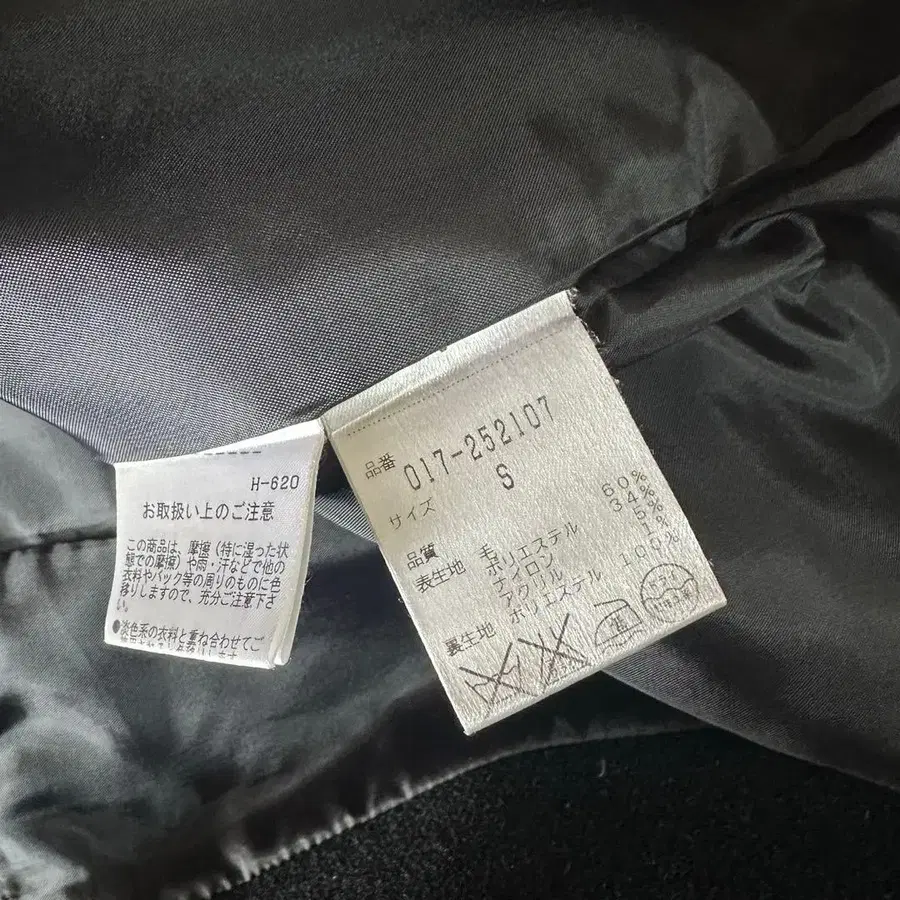 H-620
お取扱い上のご注意
この商品は、摩擦（特に湿った状
態での摩擦）や雨・汗などで他の
衣料やバック等の周りのものに色
移りしますので、充分ご注意下さ
い。
●淡色系の衣料と重ね合わせてご
品番 017-252107
サイズ S
品質
表生地 毛 60%
ポリエステル 34%
ナイロン 5%
アクリル 1%
裏生地 ポリエステル